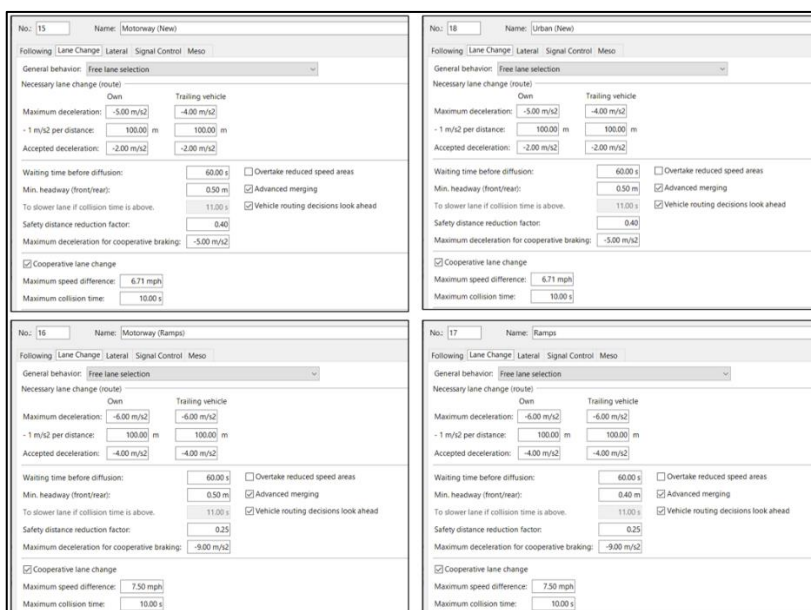 No.: 15 Name: Motorway (New)
Following Lane Change Lateral Signal Control Meso
General behavior: Free lane selection
Necessary lane change (route)
Own Trailing vehicle
Maximum deceleration: -5.00 m/s2 -4.00 m/s2
- 1 m/s2 per distance: 100.00 m 100.00 m
Accepted deceleration: -2.00 m/s2 -2.00 m/s2
Waiting time before diffusion: 60.00 s Overtake reduced speed areas
Min. headway (front/rear): 0.50 m Advanced merging
To slower lane if collision time is above. 11.00 s Vehicle routing decisions look ahead
Safety distance reduction factor: 0.40
Maximum deceleration for cooperative braking: -5.00 m/s2
Cooperative lane change
Maximum speed difference: 6.71 mph
Maximum collision time: 10.00 s
No.: 18 Name: Urban (New)
Following Lane Change Lateral Signal Control Meso
General behavior: Free lane selection
Necessary lane change (route)
Own Trailing vehicle
Maximum deceleration: -5.00 m/s2 -4.00 m/s2
- 1 m/s2 per distance: 100.00 m 100.00 m
Accepted deceleration: -2.00 m/s2 -2.00 m/s2
Waiting time before diffusion: 60.00 s Overtake reduced speed areas
Min. headway (front/rear): 0.50 m Advanced merging
To slower lane if collision time is above. 11.00 s Vehicle routing decisions look ahead
Safety distance reduction factor: 0.40
Maximum deceleration for cooperative braking: -5.00 m/s2
Cooperative lane change
Maximum speed difference: 6.71 mph
Maximum collision time: 10.00 s
No.: 16 Name: Motorway (Ramps)
Following Lane Change Lateral Signal Control Meso
General behavior: Free lane selection
Necessary lane change (route)
Own Trailing vehicle
Maximum deceleration: -6.00 m/s2 -6.00 m/s2
- 1 m/s2 per distance: 100.00 m 100.00 m
Accepted deceleration: -4.00 m/s2 -4.00 m/s2
Waiting time before diffusion: 60.00 s Overtake reduced speed areas
Min. headway (front/rear): 0.50 m Advanced merging
To slower lane if collision time is above. 11.00 s Vehicle routing decisions look ahead
Safety distance reduction factor: 0.25
Maximum deceleration for cooperative braking: -9.00 m/s2
Cooperative lane change
Maximum speed difference: 7.50 mph
Maximum collision time: 10.00 s
No.: 17 Name: Ramps
Following Lane Change Lateral Signal Control Meso
General behavior: Free lane selection
Necessary lane change (route)
Own Trailing vehicle
Maximum deceleration: -6.00 m/s2 -6.00 m/s2
- 1 m/s2 per distance: 100.00 m 100.00 m
Accepted deceleration: -4.00 m/s2 -4.00 m/s2
Waiting time before diffusion: 60.00 s Overtake reduced speed areas
Min. headway (front/rear): 0.40 m Advanced merging
To slower lane if collision time is above. 11.00 s Vehicle routing decisions look ahead
Safety distance reduction factor: 0.25
Maximum deceleration for cooperative braking: -9.00 m/s2
Cooperative lane change
Maximum speed difference: 7.50 mph
Maximum collision time: 10.00 s